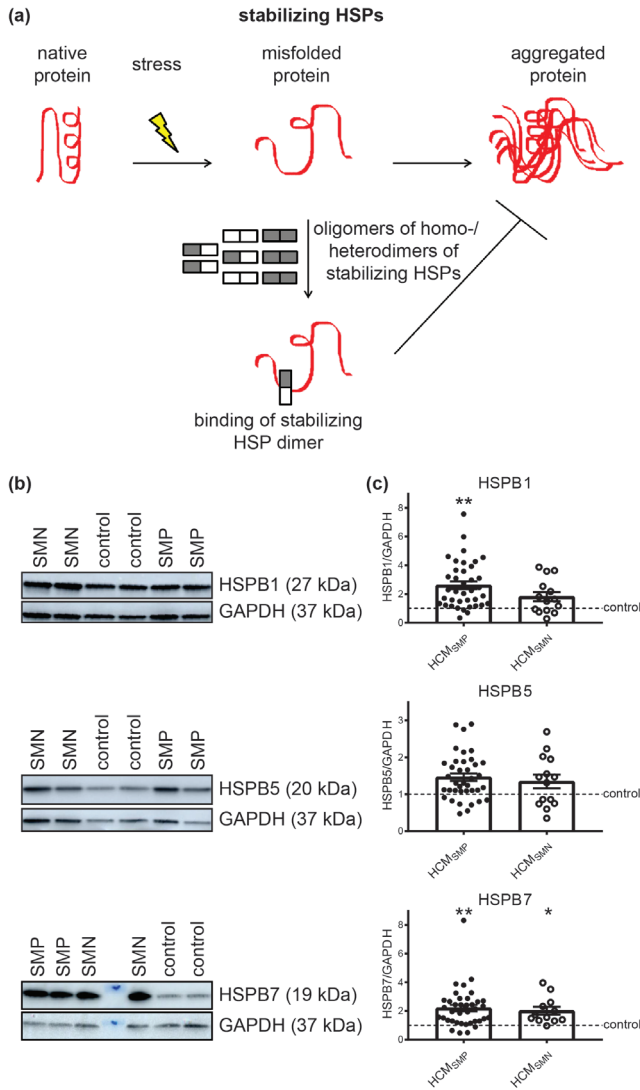 (a)
stabilizing HSPs
native
protein
stress
misfolded
protein
aggregated
protein
oligomers of homo-/
heterodimers of
stabilizing HSPs
binding of stabilizing
HSP dimer
(b)
SMN
SMN
control
control
SMP
SMP
HSPB1 (27 kDa)
GAPDH (37 kDa)
SMN
SMN
control
control
SMP
SMP
HSPB5 (20 kDa)
GAPDH (37 kDa)
SMP
SMP
SMN
SMN
control
control
HSPB7 (19 kDa)
GAPDH (37 kDa)
(c)
HSPB1
**
HSPB1/GAPDH
8
6
4
2
0
control
HCMSMP
HCMSMN
HSPB5
HSPB5/GAPDH
3
2
1
0
control
HCMSMP
HCMSMN
HSPB7
**
*
HSPB7/GAPDH
8
6
4
2
0
control
HCMSMP
HCMSMN